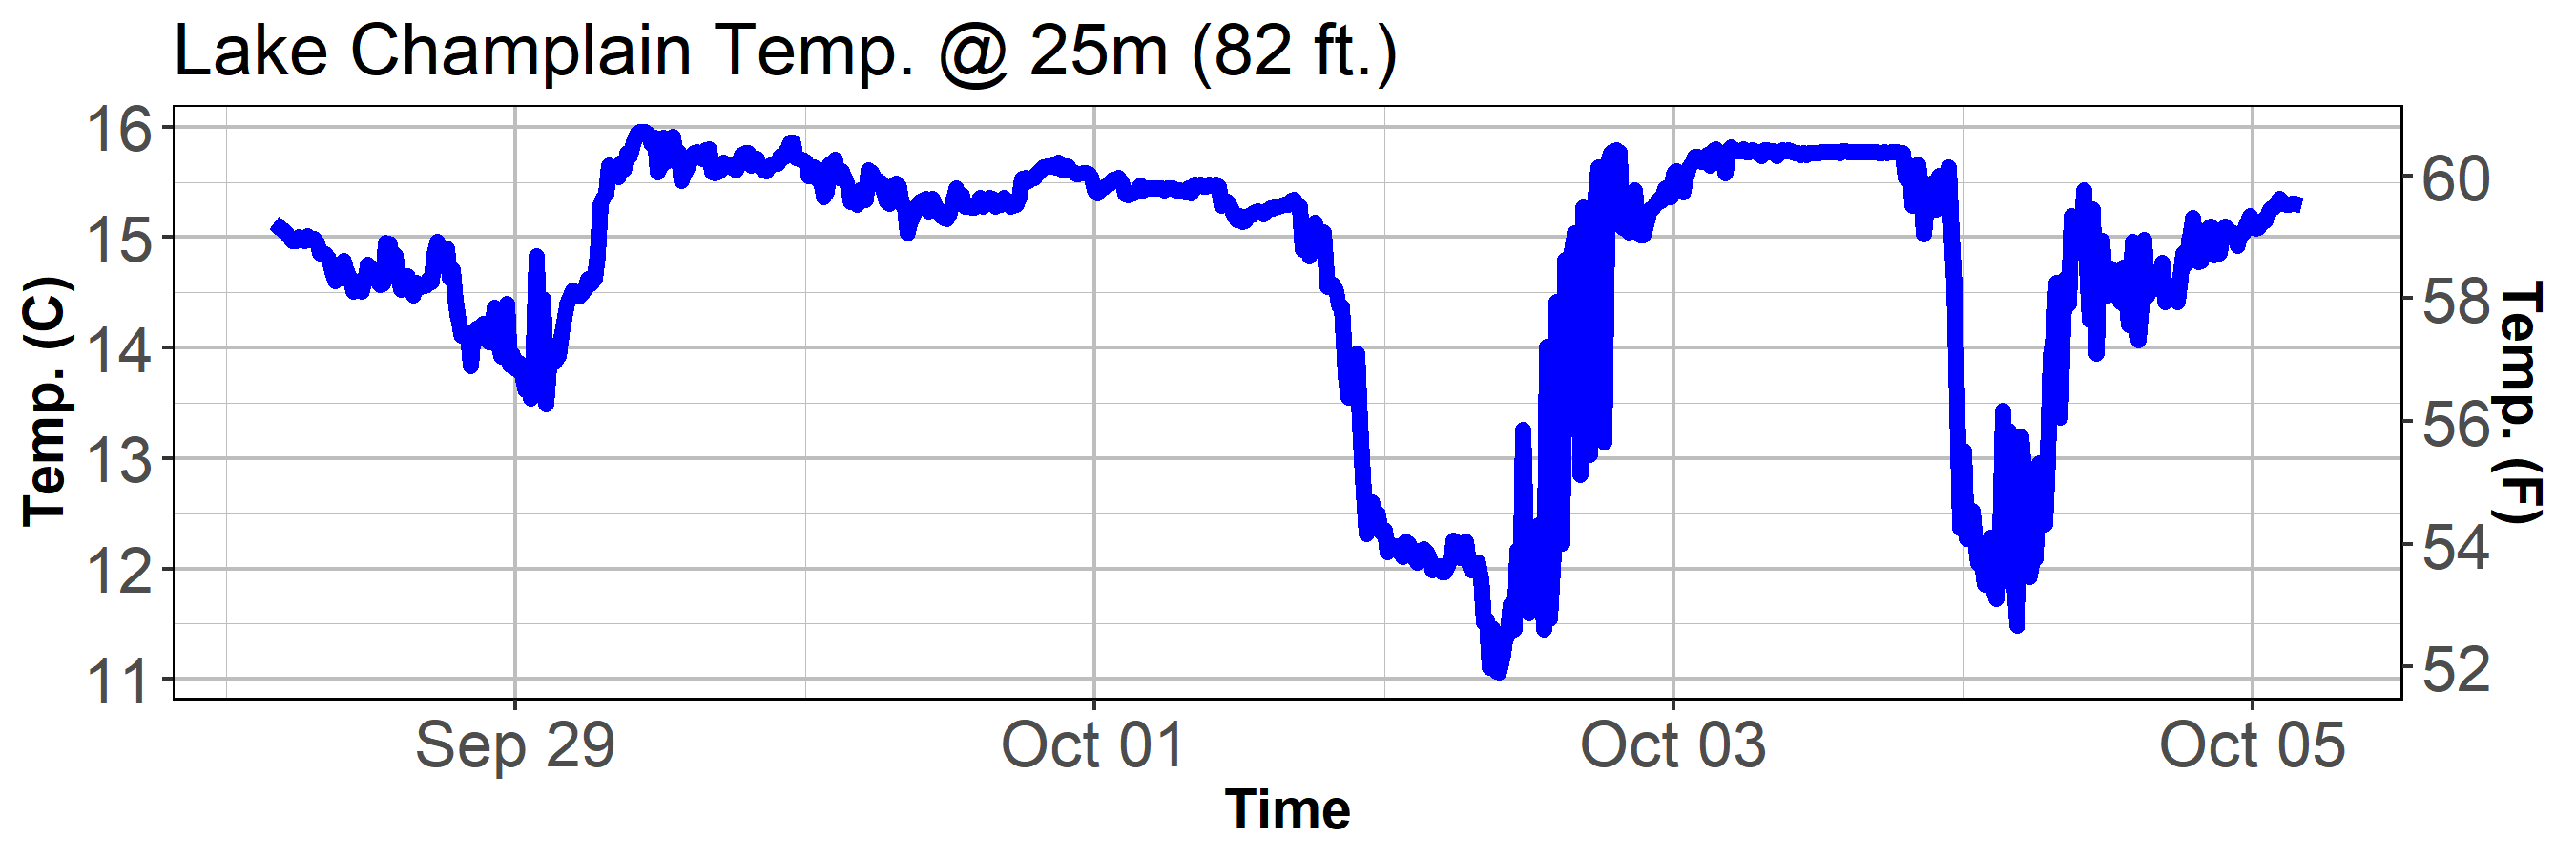 Lake Champlain Temp. @ 25m (82 ft.)
Temp. (C)
16
15
14
13
12
11
60
58
56
54
52
Temp. (F)
Sep 29
Oct 01
Oct 03
Oct 05
Time